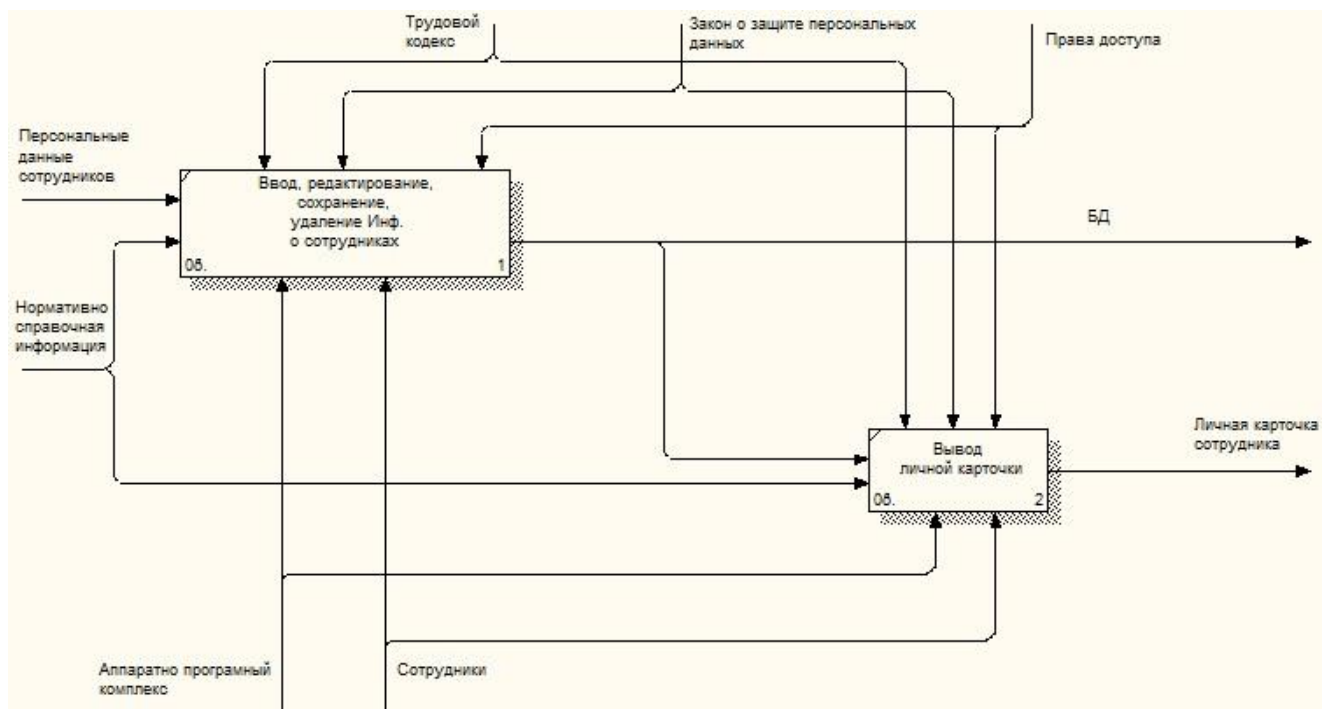 Трудовой
кодекс
Закон о защите персональных
данных
Права доступа
Персональные
данные
сотрудников
Ввод, редактирование,
сохранение,
удаление Инф.
о сотрудниках
0б.
1
БД
Нормативно
справочная
информация
Вывод
личной карточки
0б.
2
Личная карточка
сотрудника
Аппаратно програмный
комплекс
Сотрудники